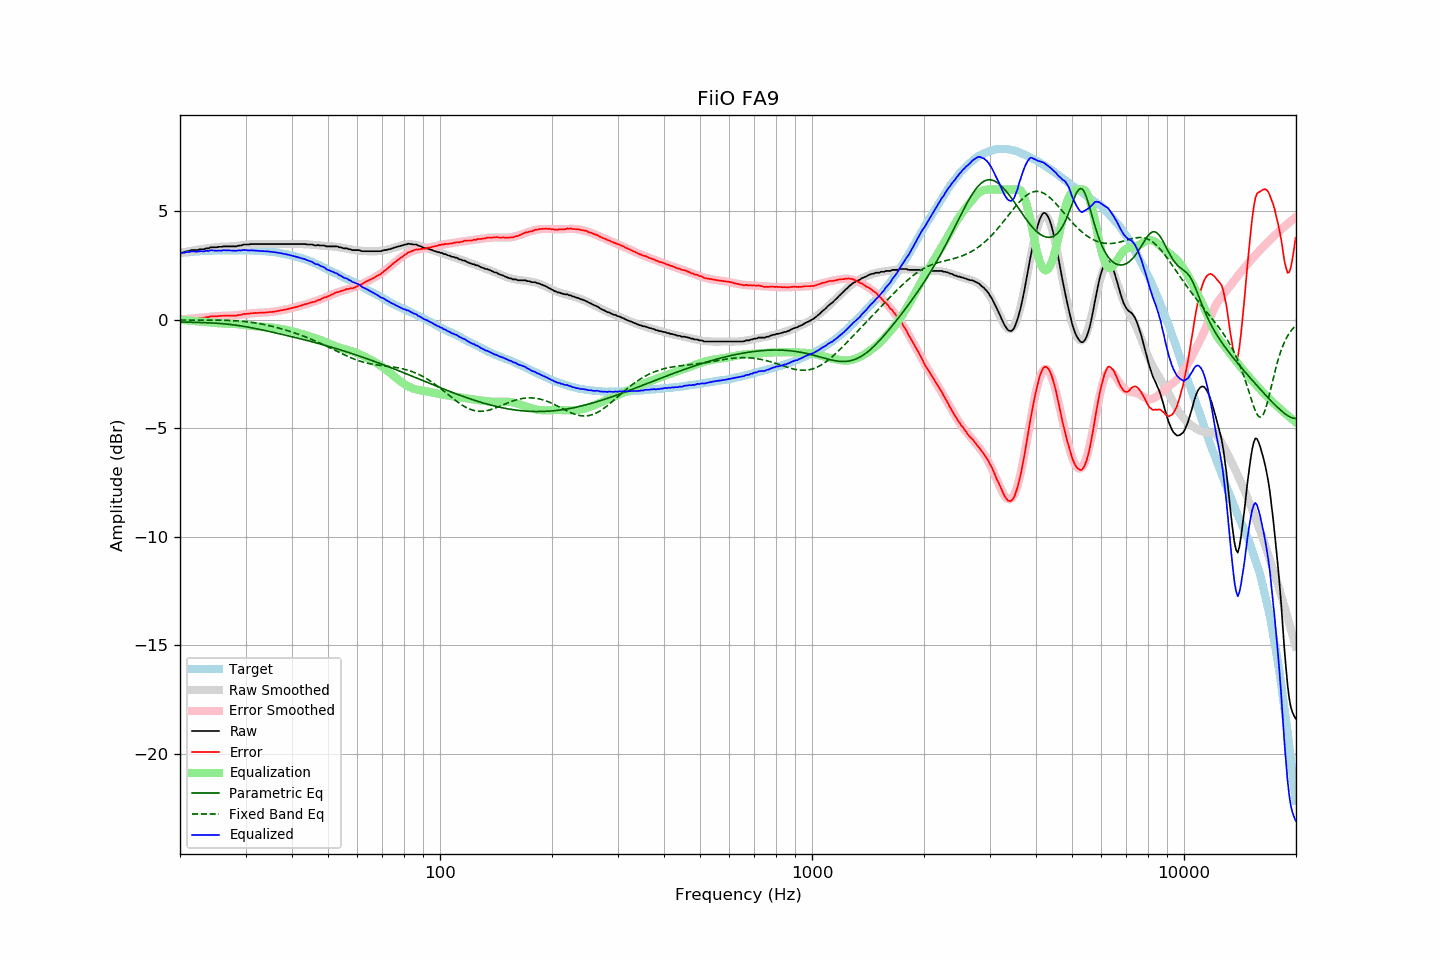 FiiO FA9
Amplitude (dBr)
5
0
−5
−10
−15
−20
100
1000
10000
Frequency (Hz)
Target
Raw Smoothed
Error Smoothed
Raw
Error
Equalization
Parametric Eq
Fixed Band Eq
Equalized